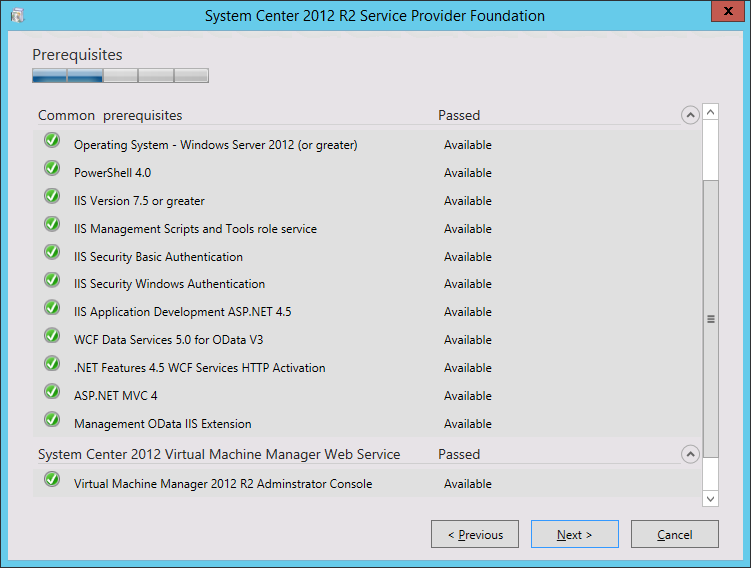 System Center 2012 R2 Service Provider Foundation
Prerequisites
Common prerequisites Passed
Operating System - Windows Server 2012 (or greater) Available
PowerShell 4.0 Available
IIS Version 7.5 or greater Available
IIS Management Scripts and Tools role service Available
IIS Security Basic Authentication Available
IIS Security Windows Authentication Available
IIS Application Development ASP.NET 4.5 Available
WCF Data Services 5.0 for OData V3 Available
.NET Features 4.5 WCF Services HTTP Activation Available
ASP.NET MVC 4 Available
Management OData IIS Extension Available
System Center 2012 Virtual Machine Manager Web Service Passed
Virtual Machine Manager 2012 R2 Adminstrator Console Available
< Previous Next > Cancel